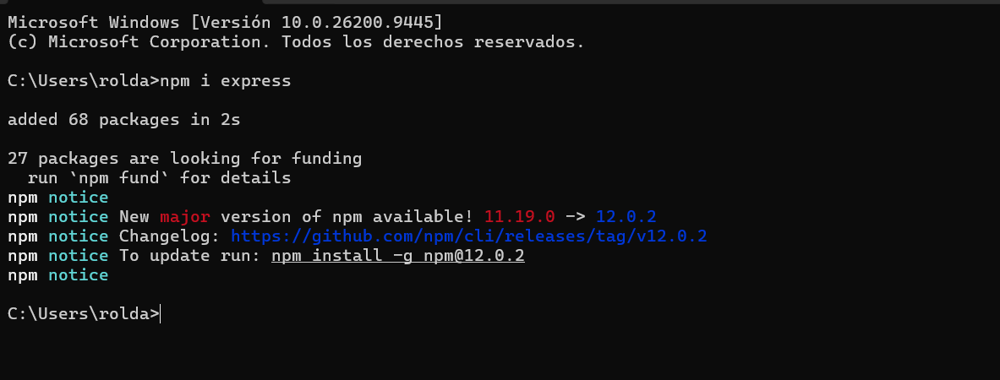 Microsoft Windows [Versión 10.0.26200.9445]
(c) Microsoft Corporation. Todos los derechos reservados.
C:\Users\rolda>npm i express
added 68 packages in 2s
27 packages are looking for funding
  run `npm fund` for details
npm notice
npm notice New major version of npm available! 11.19.0 -> 12.0.2
npm notice Changelog: https://github.com/npm/cli/releases/tag/v12.0.2
npm notice To update run: npm install -g npm@12.0.2
npm notice
C:\Users\rolda>